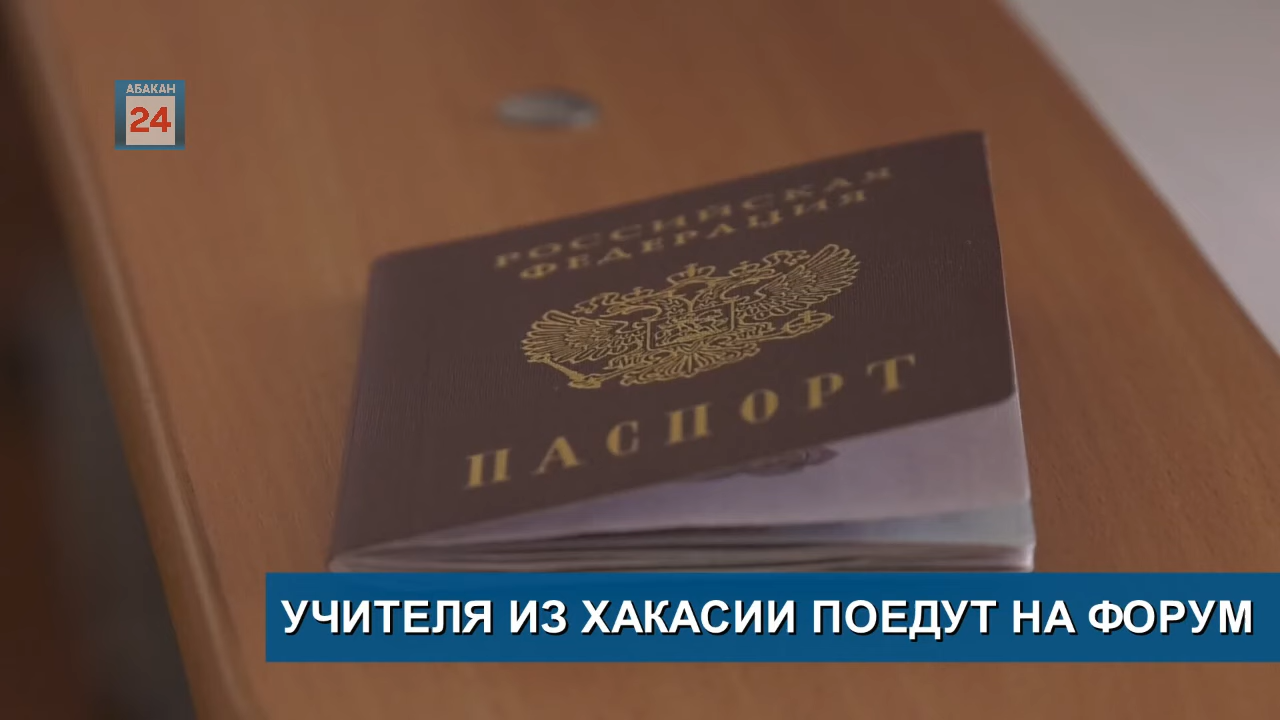 АБАКАН
24
РОССИЙСКАЯ
ФЕДЕРАЦИЯ
ПАСПОРТ
УЧИТЕЛЯ ИЗ ХАКАСИИ ПОЕДУТ НА ФОРУМ